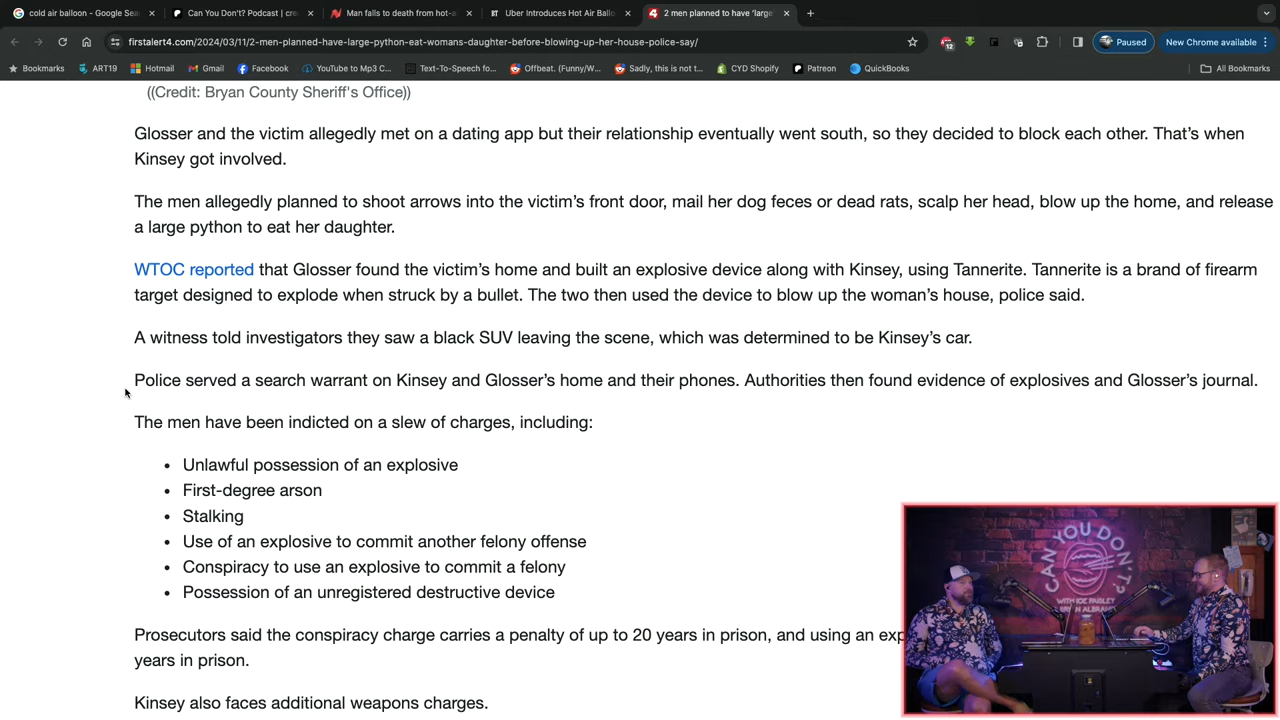 cold air balloon - Google Sea
Can You Don't? Podcast | cre
Man falls to death from hot-a
Uber Introduces Hot Air Ballo
2 men planned to have 'large
firstalert4.com/2024/03/11/2-men-planned-have-large-python-eat-womans-daughter-before-blowing-up-her-house-police-say/
12
Paused
New Chrome available
Bookmarks
ART19
Hotmail
Gmail
Facebook
YouTube to Mp3 C...
Text-To-Speech fo...
Offbeat. (Funny/W...
Sadly, this is not t...
CYD Shopify
Patreon
QuickBooks
All Bookmarks
((Credit: Bryan County Sheriff's Office))
Glosser and the victim allegedly met on a dating app but their relationship eventually went south, so they decided to block each other. That's when
Kinsey got involved.
The men allegedly planned to shoot arrows into the victim's front door, mail her dog feces or dead rats, scalp her head, blow up the home, and release
a large python to eat her daughter.
WTOC reported that Glosser found the victim's home and built an explosive device along with Kinsey, using Tannerite. Tannerite is a brand of firearm
target designed to explode when struck by a bullet. The two then used the device to blow up the woman's house, police said.
A witness told investigators they saw a black SUV leaving the scene, which was determined to be Kinsey's car.
Police served a search warrant on Kinsey and Glosser's home and their phones. Authorities then found evidence of explosives and Glosser's journal.
The men have been indicted on a slew of charges, including:
• Unlawful possession of an explosive
• First-degree arson
• Stalking
• Use of an explosive to commit another felony offense
• Conspiracy to use an explosive to commit a felony
• Possession of an unregistered destructive device
Prosecutors said the conspiracy charge carries a penalty of up to 20 years in prison, and using an exp
years in prison.
Kinsey also faces additional weapons charges.
CAN YOU DON'T?
WITH JOE PAISLEY
BRYAN ALBRA